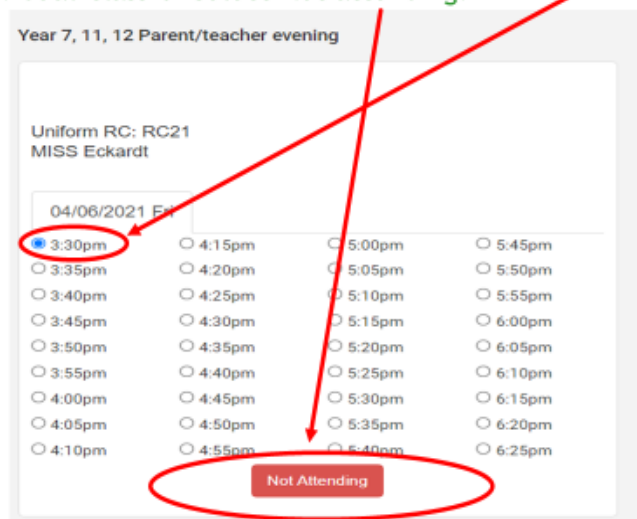 Year 7, 11, 12 Parent/teacher evening
Uniform RC: RC21
MISS Eckardt
04/06/2021 Fri
3:30pm 4:15pm 5:00pm 5:45pm
3:35pm 4:20pm 5:05pm 5:50pm
3:40pm 4:25pm 5:10pm 5:55pm
3:45pm 4:30pm 5:15pm 6:00pm
3:50pm 4:35pm 5:20pm 6:05pm
3:55pm 4:40pm 5:25pm 6:10pm
4:00pm 4:45pm 5:30pm 6:15pm
4:05pm 4:50pm 5:35pm 6:20pm
4:10pm 4:55pm 5:40pm 6:25pm
Not Attending